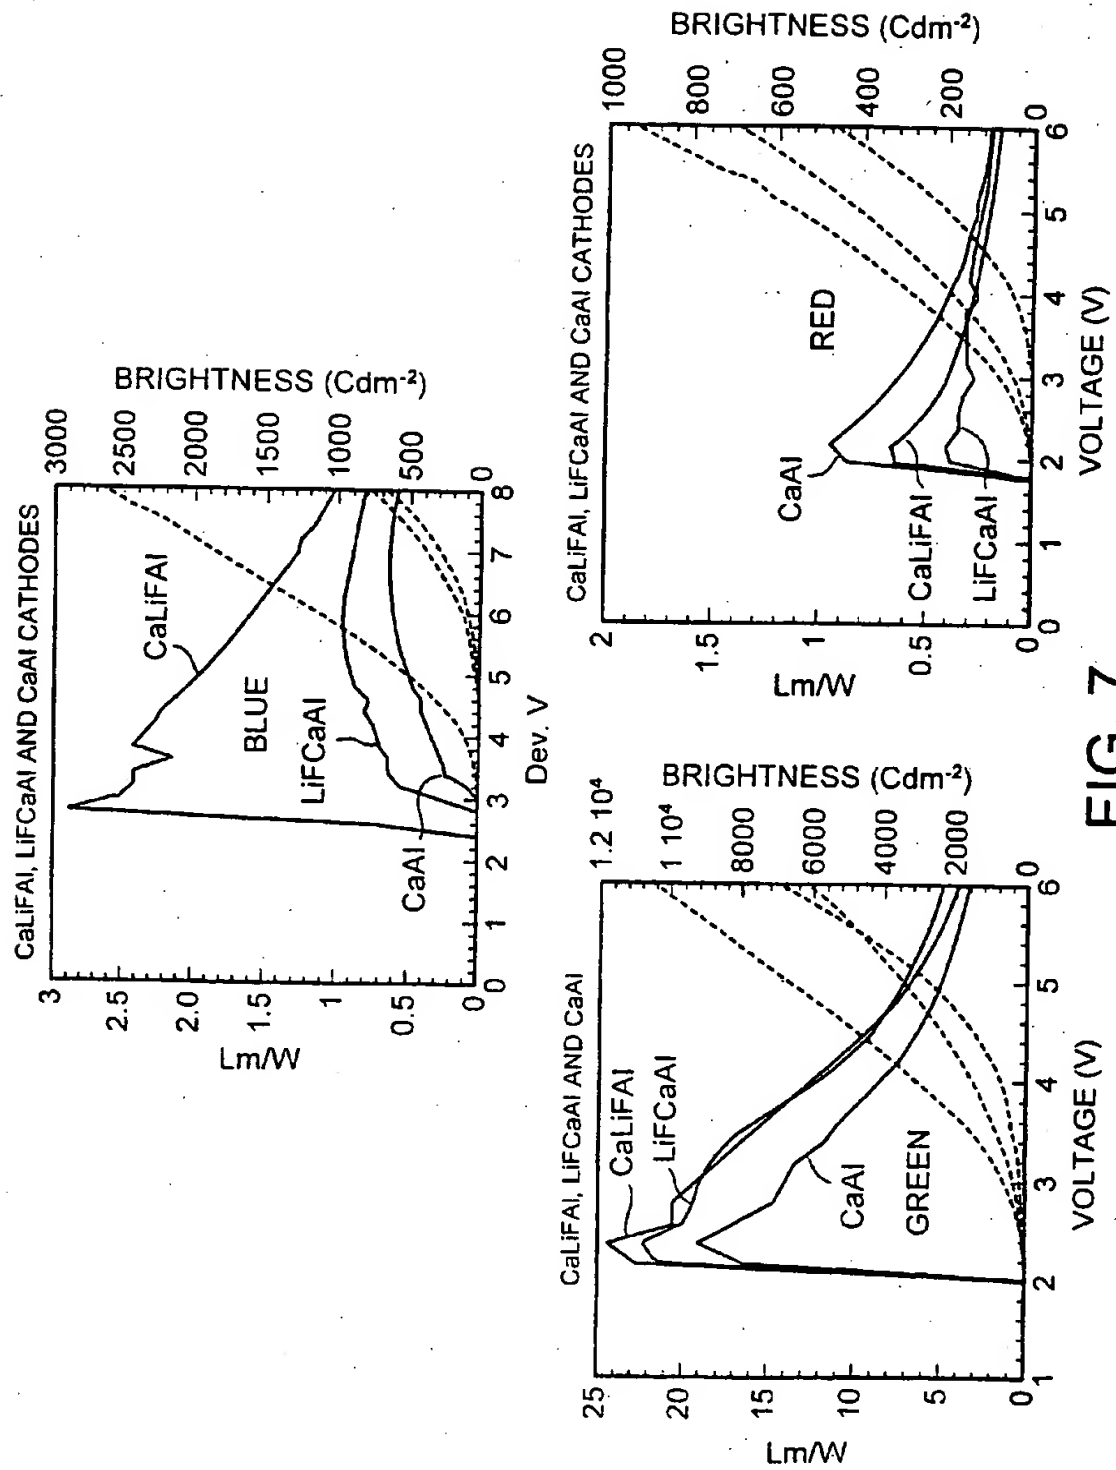 CaLiFAl, LiFCaAl AND CaAl CATHODES
3
2.5
2.0
1.5
1
0.5
0
Lm/W
0
1
2
3
4
5
6
7
8
Dev. V
3000
2500
2000
1500
1000
500
0
BRIGHTNESS (Cdm-2)
CaLiFAl
BLUE
LiFCaAl
CaAl
CaLiFAl, LiFCaAl AND CaAl
25
20
15
10
5
0
Lm/W
1
2
3
4
5
6
VOLTAGE (V)
1.2 10⁴
1 10⁴
8000
6000
4000
2000
0
BRIGHTNESS (Cdm-2)
CaLiFAl
LiFCaAl
CaAl
GREEN
CaLiFAl, LiFCaAl AND CaAl CATHODES
2
1.5
1
0.5
0
Lm/W
0
1
2
3
4
5
6
VOLTAGE (V)
1000
800
600
400
200
0
BRIGHTNESS (Cdm-2)
RED
CaAl
CaLiFAl
LiFCaAl
FIG. 7